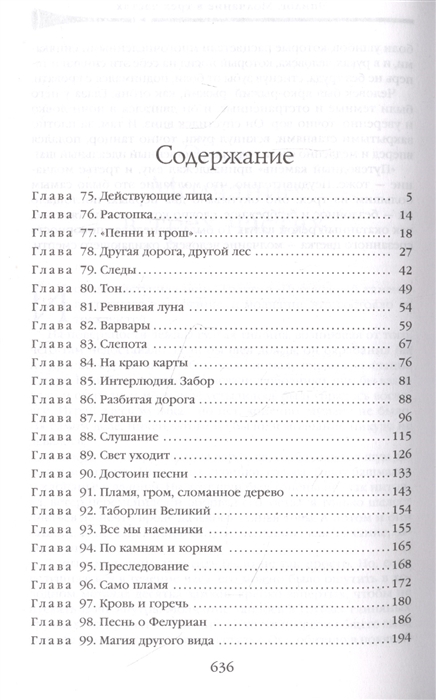 Содержание
Глава 75. Действующие лица 5
Глава 76. Растопка 14
Глава 77. «Пенни и грош» 18
Глава 78. Другая дорога, другой лес 27
Глава 79. Следы 42
Глава 80. Тон 49
Глава 81. Ревнивая луна 54
Глава 82. Варвары 59
Глава 83. Слепота 67
Глава 84. На краю карты 76
Глава 85. Интерлюдия. Забор 81
Глава 86. Разбитая дорога 88
Глава 87. Летани 96
Глава 88. Слушание 115
Глава 89. Свет уходит 126
Глава 90. Достоин песни 133
Глава 91. Пламя, гром, сломанное дерево 143
Глава 92. Таборлин Великий 154
Глава 93. Все мы наемники 155
Глава 94. По камням и корням 165
Глава 95. Преследование 168
Глава 96. Само пламя 172
Глава 97. Кровь и горечь 180
Глава 98. Песнь о Фелуриан 186
Глава 99. Магия другого вида 194
636